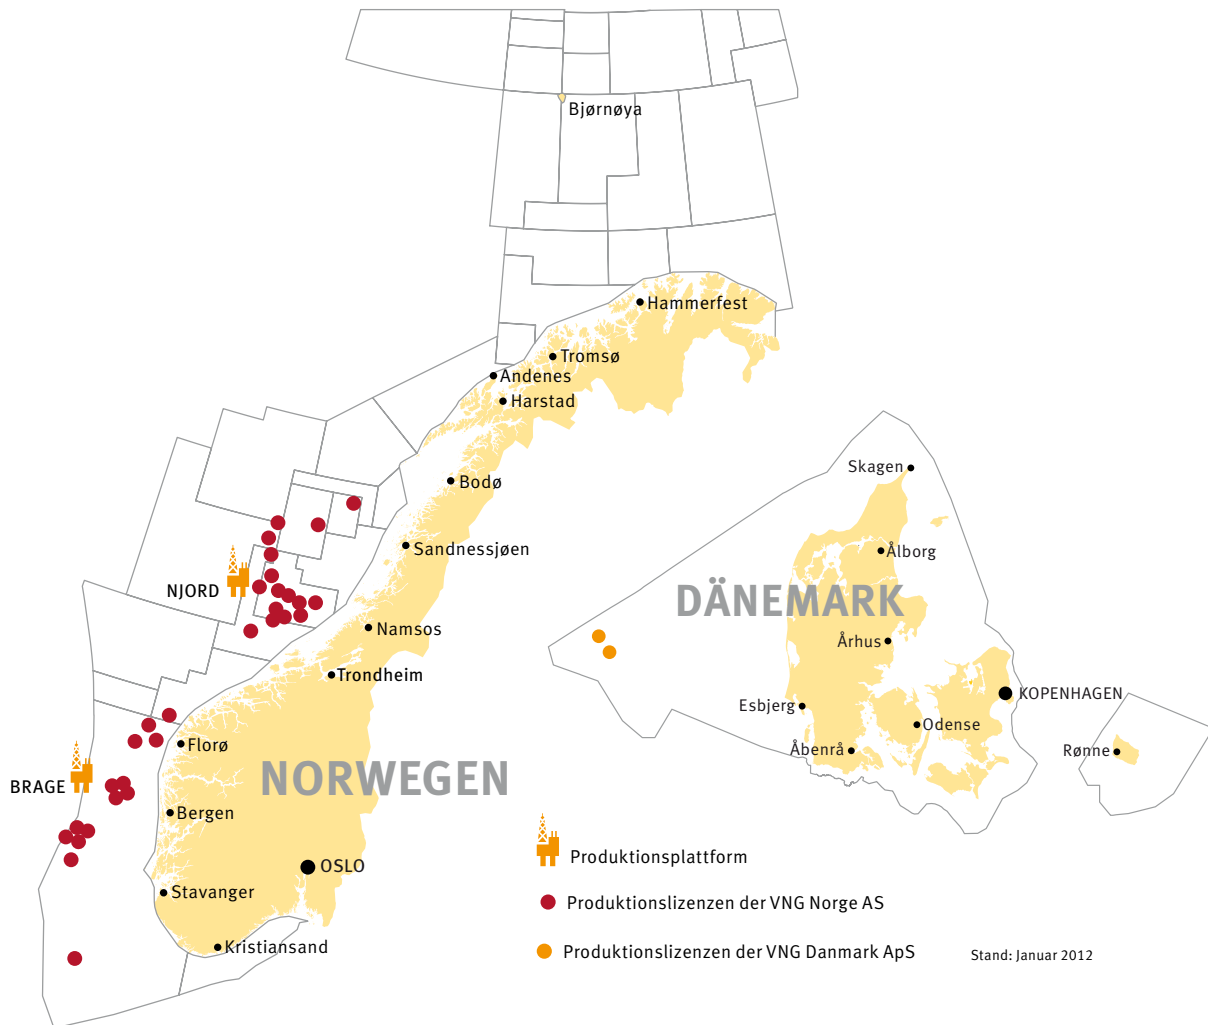 Bjørnøya
Hammerfest
Tromsø
Andenes
Harstad
Skagen
Bodø
Sandnessjøen
Ålborg
NJORD
DÄNEMARK
Namsos
Århus
Trondheim
KOPENHAGEN
Esbjerg
Odense
Florø
Åbenrå
Rønne
NORWEGEN
BRAGE
Bergen
Produktionsplattform
OSLO
Stavanger
Produktionslizenzen der VNG Norge AS
Kristiansand
Produktionslizenzen der VNG Danmark ApS
Stand: Januar 2012